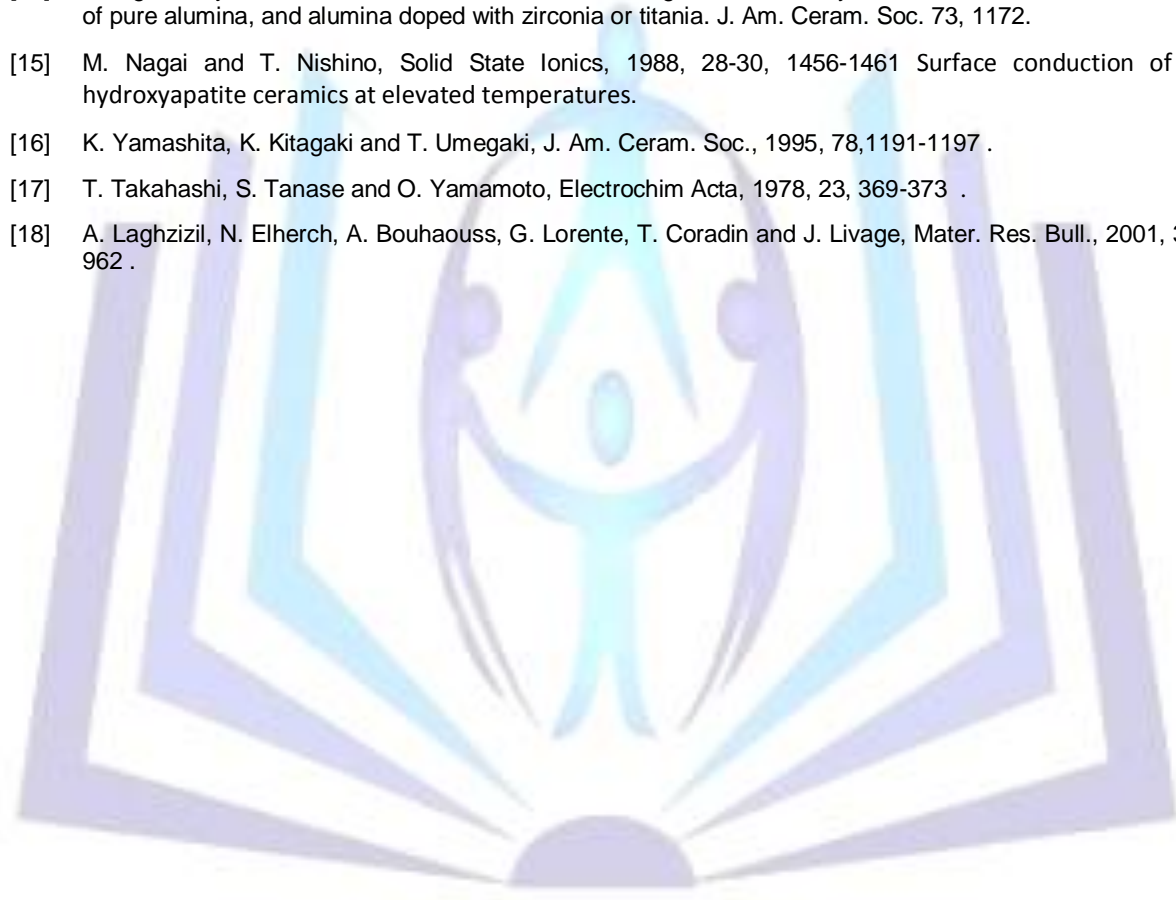 of pure alumina, and alumina doped with zirconia or titania. J. Am. Ceram. Soc. 73, 1172.
[15] M. Nagai and T. Nishino, Solid State Ionics, 1988, 28-30, 1456-1461 Surface conduction of
hydroxyapatite ceramics at elevated temperatures.
[16] K. Yamashita, K. Kitagaki and T. Umegaki, J. Am. Ceram. Soc., 1995, 78,1191-1197 .
[17] T. Takahashi, S. Tanase and O. Yamamoto, Electrochim Acta, 1978, 23, 369-373 .
[18] A. Laghzizil, N. Elherch, A. Bouhaouss, G. Lorente, T. Coradin and J. Livage, Mater. Res. Bull., 2001,
962 .